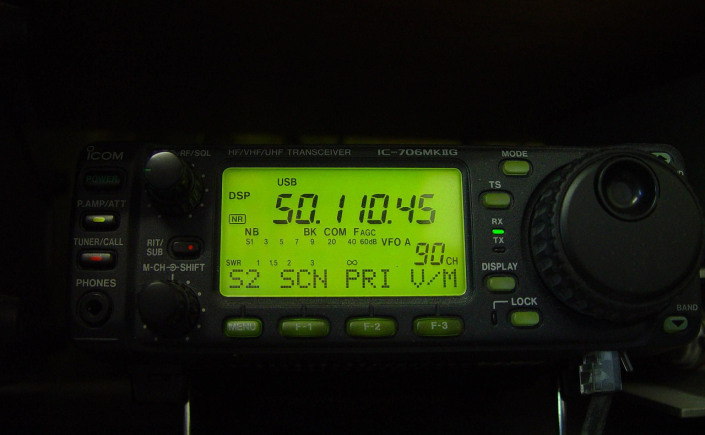 ICOM
AF/SQL
HF/VHF/UHF TRANSCEIVER
IC-706MKIIG
POWER
P.AMP/ATT
TUNER/CALL
PHONES
RIT/
SUB
M-CH SHIFT
USB
DSP
50.110.45
NR
NB BK COM FAGC
S1 3 5 7 9 20 40 60dB VFO A
90 CH
SWR 1 1.5 2 3 ∞
S2 SCN PRI V/M
MENU F-1 F-2 F-3
MODE
TS
RX
TX
DISPLAY
LOCK
BAND